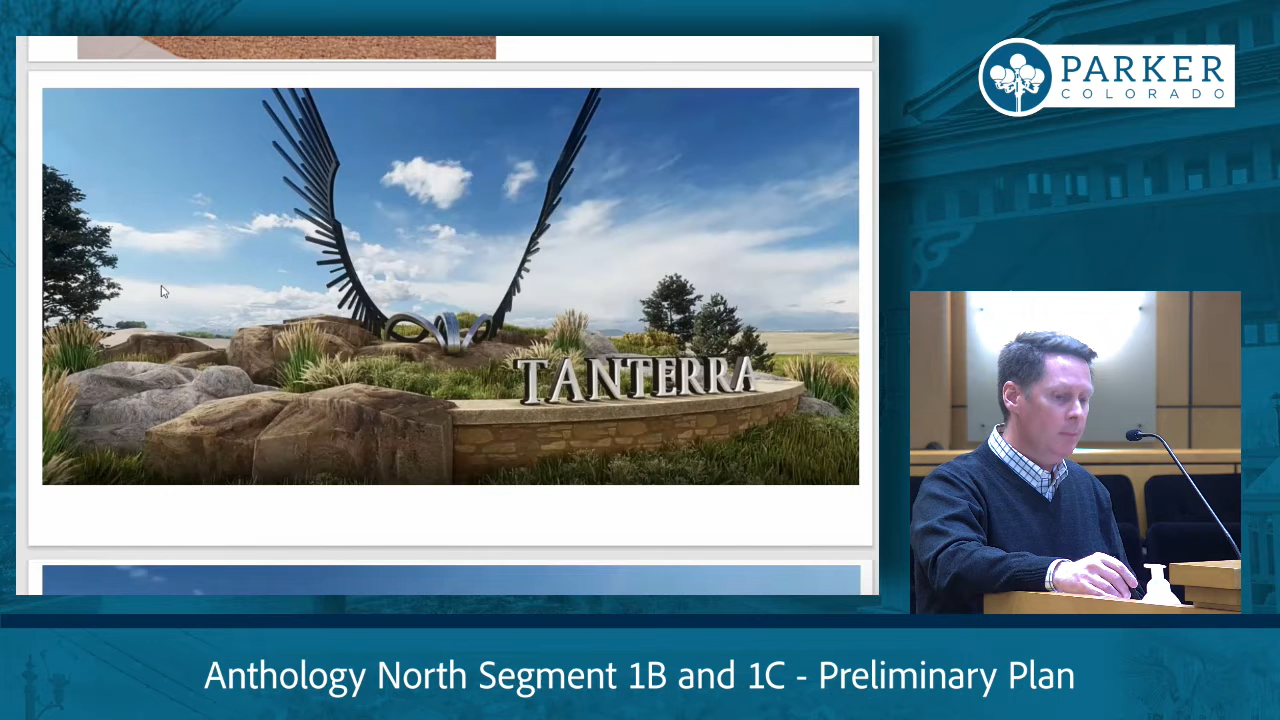 PARKER
COLORADO
TANTERRA
Anthology North Segment 1B and 1C - Preliminary Plan